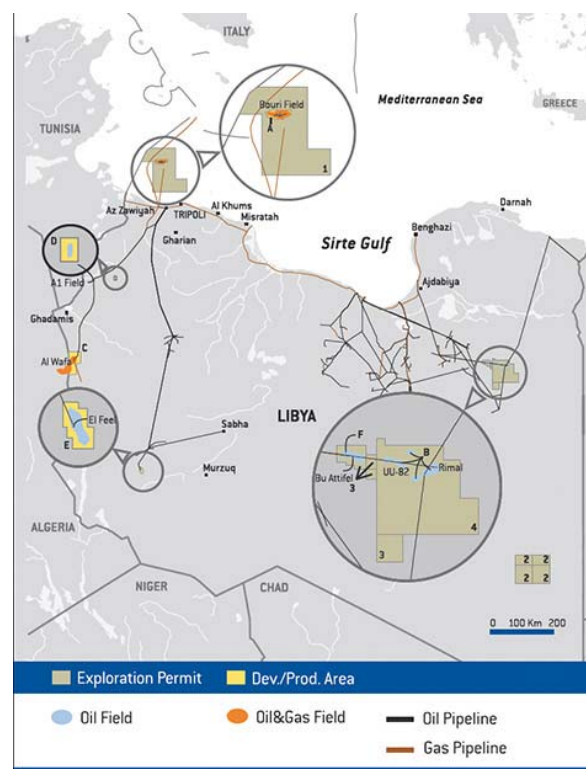 ITALY
Mediterranean Sea
GREECE
TUNISIA
Bouri Field
A
1
Az Zawiyah
TRIPOLI
Al Khums
Misratah
Gharian
Darnah
Benghazi
Sirte Gulf
Ajdabiya
D
A1 Field
Ghadamis
C
Al Wafa
El Feel
E
Sabha
Murzuq
LIBYA
F
B
Bu Attifel
UU-82
Rimal
3
4
3
ALGERIA
NIGER
CHAD
2 2
2 2
0 100 Km 200
Exploration Permit
Dev./Prod. Area
Oil Field
Oil&Gas Field
Oil Pipeline
Gas Pipeline